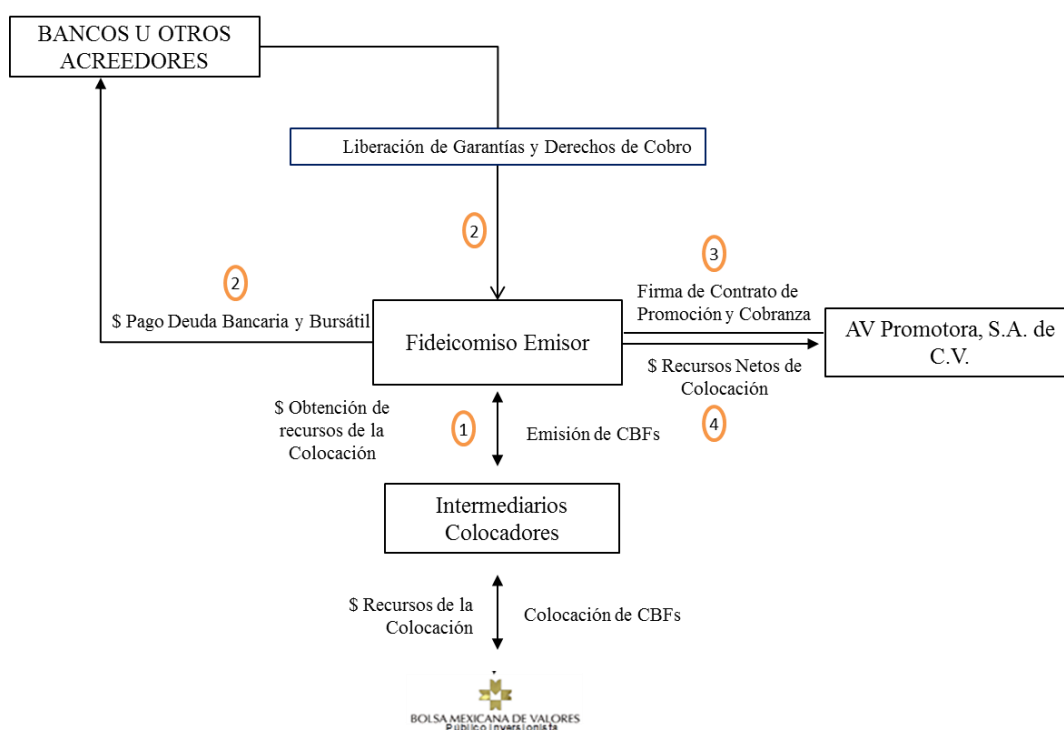 BANCOS U OTROS
ACREEDORES
Liberación de Garantías y Derechos de Cobro
2
2
$ Pago Deuda Bancaria y Bursátil
Fideicomiso Emisor
3
Firma de Contrato de
Promoción y Cobranza
$ Recursos Netos de
Colocación
4
AV Promotora, S.A. de
C.V.
$ Obtención de
recursos de la
Colocación
1
Emisión de CBFs
Intermediarios
Colocadores
$ Recursos de la
Colocación
Colocación de CBFs
BOLSA MEXICANA DE VALORES
Público Inversionista